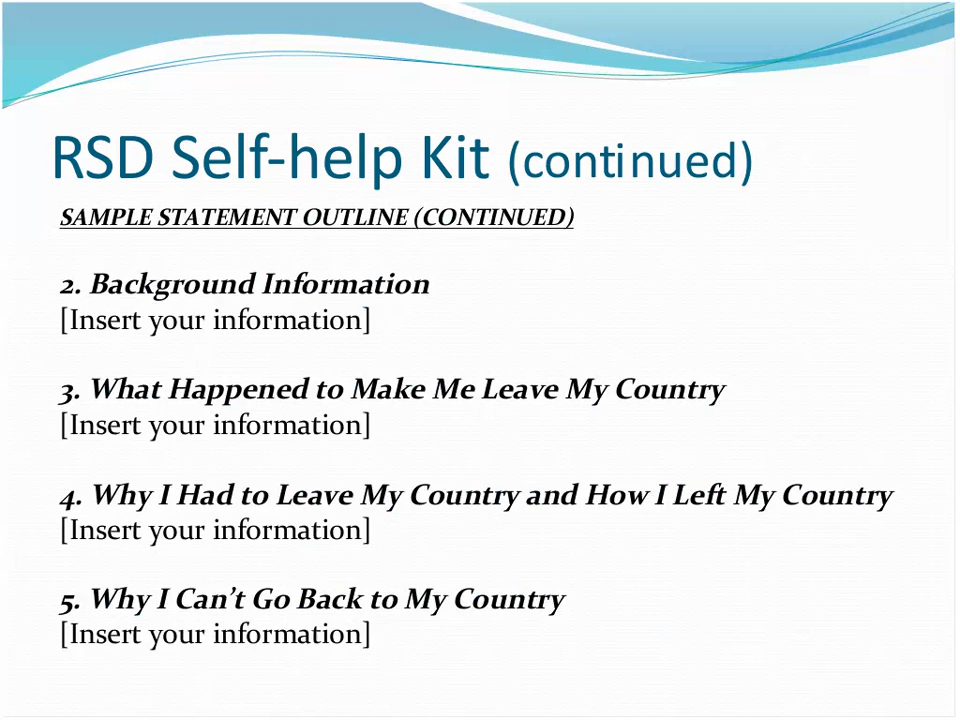 RSD Self-help Kit (continued)
SAMPLE STATEMENT OUTLINE (CONTINUED)
2. Background Information
[Insert your information]
3. What Happened to Make Me Leave My Country
[Insert your information]
4. Why I Had to Leave My Country and How I Left My Country
[Insert your information]
5. Why I Can’t Go Back to My Country
[Insert your information]